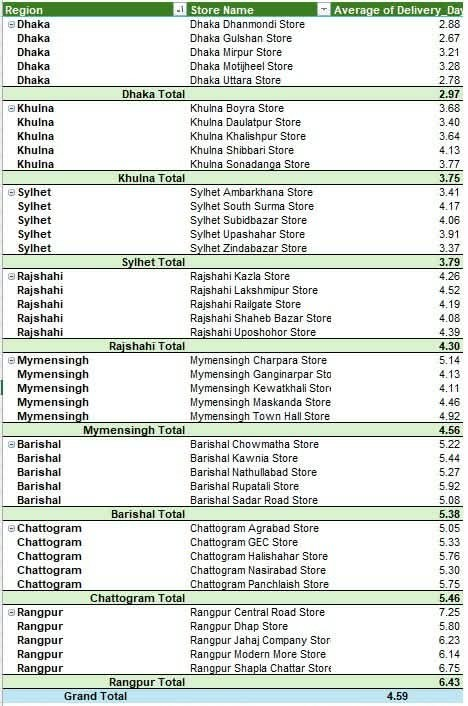 Region Store Name Average of Delivery_Day
Dhaka Dhaka Dhanmondi Store 2.88
Dhaka Dhaka Gulshan Store 2.67
Dhaka Dhaka Mirpur Store 3.21
Dhaka Dhaka Motijheel Store 3.28
Dhaka Dhaka Uttara Store 2.78
Dhaka Total 2.97
Khulna Khulna Boyra Store 3.68
Khulna Khulna Daulatpur Store 3.40
Khulna Khulna Khalishpur Store 3.64
Khulna Khulna Shibbari Store 4.13
Khulna Khulna Sonadanga Store 3.77
Khulna Total 3.75
Sylhet Sylhet Ambarkhana Store 3.41
Sylhet Sylhet South Surma Store 4.17
Sylhet Sylhet Subidbazar Store 4.06
Sylhet Sylhet Upashahar Store 3.91
Sylhet Sylhet Zindabazar Store 3.37
Sylhet Total 3.79
Rajshahi Rajshahi Kazla Store 4.26
Rajshahi Rajshahi Lakshmipur Store 4.52
Rajshahi Rajshahi Railgate Store 4.19
Rajshahi Rajshahi Shaheb Bazar Store 4.08
Rajshahi Rajshahi Uposhohor Store 4.39
Rajshahi Total 4.30
Mymensingh Mymensingh Charpara Store 5.14
Mymensingh Mymensingh Ganginarpar Sto 4.13
Mymensingh Mymensingh Kewatkhali Store 4.11
Mymensingh Mymensingh Maskanda Store 4.46
Mymensingh Mymensingh Town Hall Store 4.92
Mymensingh Total 4.56
Barishal Barishal Chowmatha Store 5.22
Barishal Barishal Kawnia Store 5.44
Barishal Barishal Nathullabad Store 5.27
Barishal Barishal Rupatali Store 5.92
Barishal Barishal Sadar Road Store 5.08
Barishal Total 5.38
Chattogram Chattogram Agrabad Store 5.05
Chattogram Chattogram GEC Store 5.33
Chattogram Chattogram Halishahar Store 5.76
Chattogram Chattogram Nasirabad Store 5.30
Chattogram Chattogram Panchlaish Store 5.75
Chattogram Total 5.46
Rangpur Rangpur Central Road Store 7.25
Rangpur Rangpur Dhap Store 5.80
Rangpur Rangpur Jahaj Company Stor 6.23
Rangpur Rangpur Modern More Store 6.14
Rangpur Rangpur Shapla Chattar Store 6.75
Rangpur Total 6.43
Grand Total 4.59